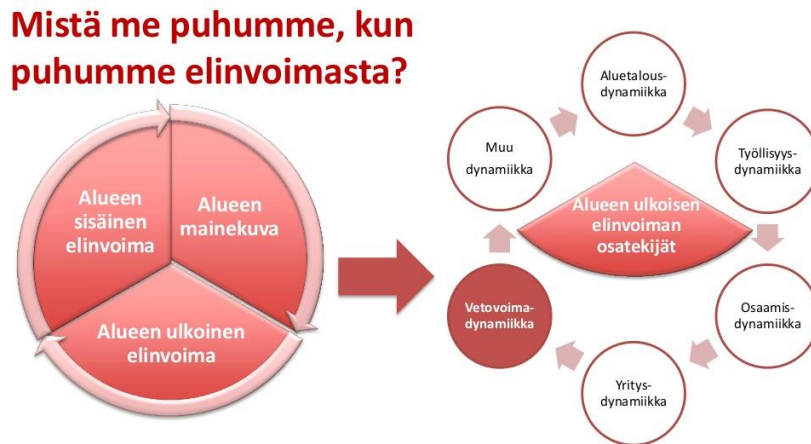 Mistä me puhumme, kun
puhumme elinvoimasta?
Alueen
sisäinen
elinvoima
Alueen
mainekuva
Alueen ulkoinen
elinvoima
Aluetalous-
dynamiikka
Työllisyys-
dynamiikka
Osaamis-
dynamiikka
Yritys-
dynamiikka
Vetovoima-
dynamiikka
Muu
dynamiikka
Alueen ulkoisen
elinvoiman
osatekijät